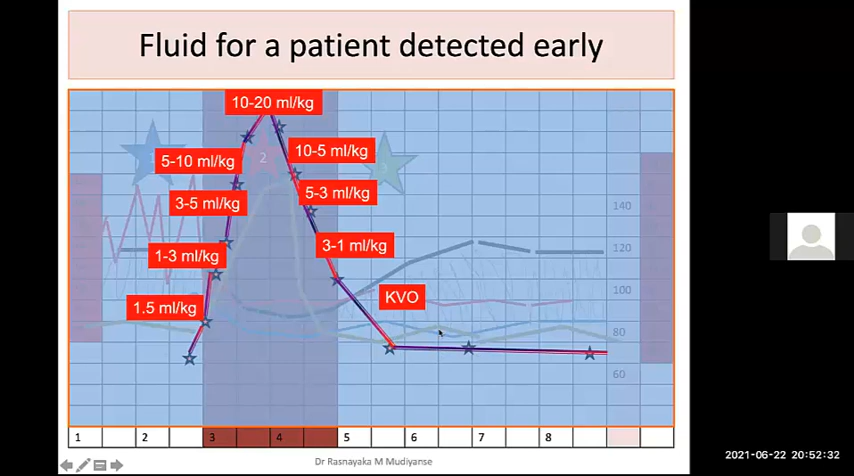 Fluid for a patient detected early
10-20 ml/kg
5-10 ml/kg
10-5 ml/kg
2
3-5 ml/kg
5-3 ml/kg
1-3 ml/kg
3-1 ml/kg
1.5 ml/kg
KVO
140
120
100
80
60
1 2 3 4 5 6 7 8
Dr Rasnayaka M Mudiyanse
2021-06-22 20:52:32